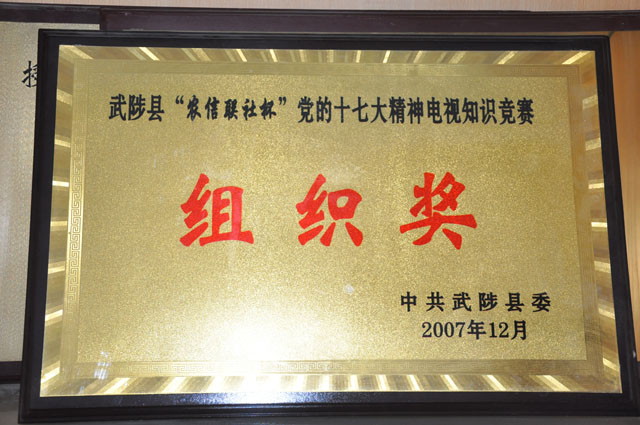 武陟县“农信联社杯”党的十七大精神电视知识竞赛
组织奖
中共武陟县委
2007年12月